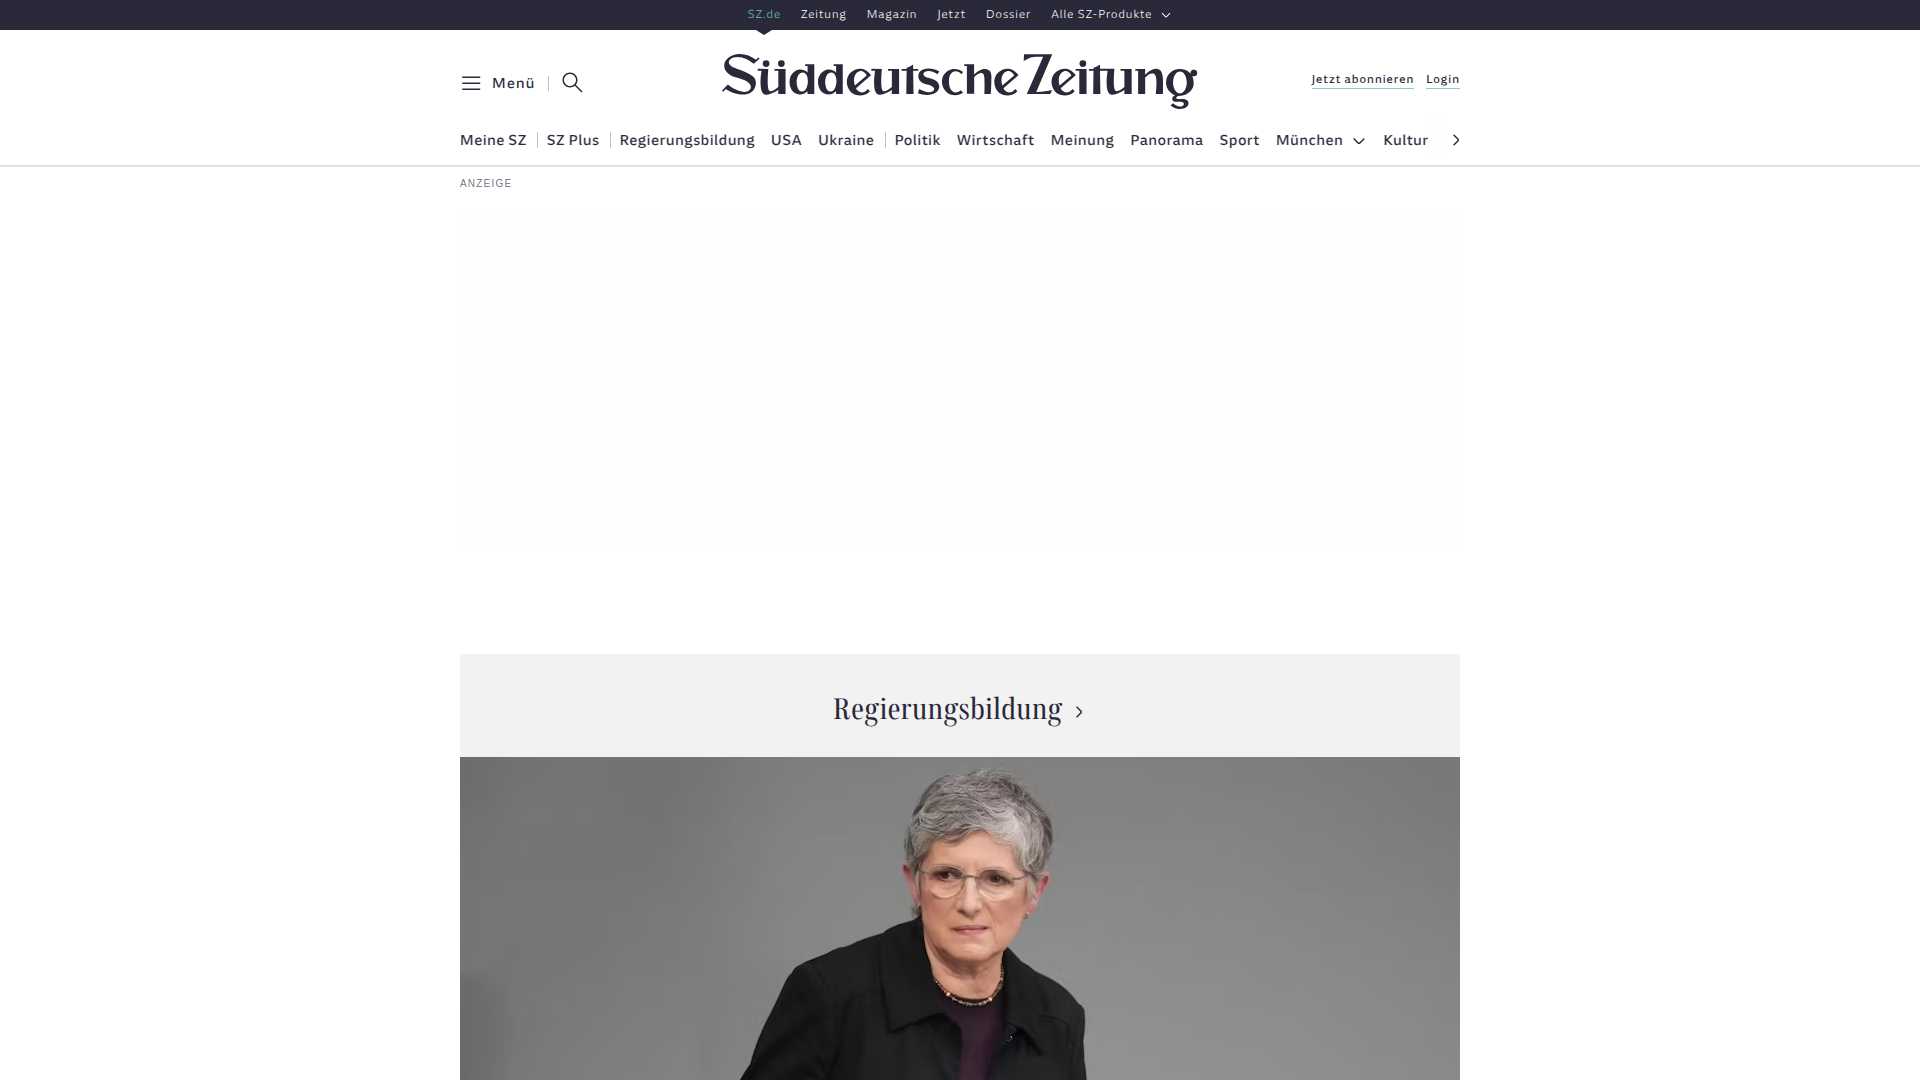 SZ.de Zeitung Magazin Jetzt Dossier Alle SZ-Produkte
Menü
Süddeutsche Zeitung
Jetzt abonnieren Login
Meine SZ SZ Plus Regierungsbildung USA Ukraine Politik Wirtschaft Meinung Panorama Sport München Kultur
ANZEIGE
Regierungsbildung